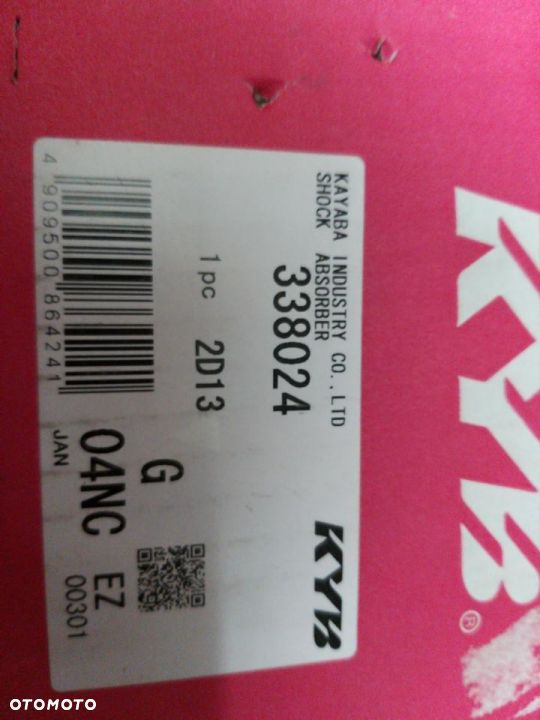 KAYABA INDUSTRY CO.,LTD
SHOCK ABSORBER
338024
1 pc 2D13
G
04NC EZ
JAN 00301
4 909500 864241
KYB
KYB®
OTOMOTO